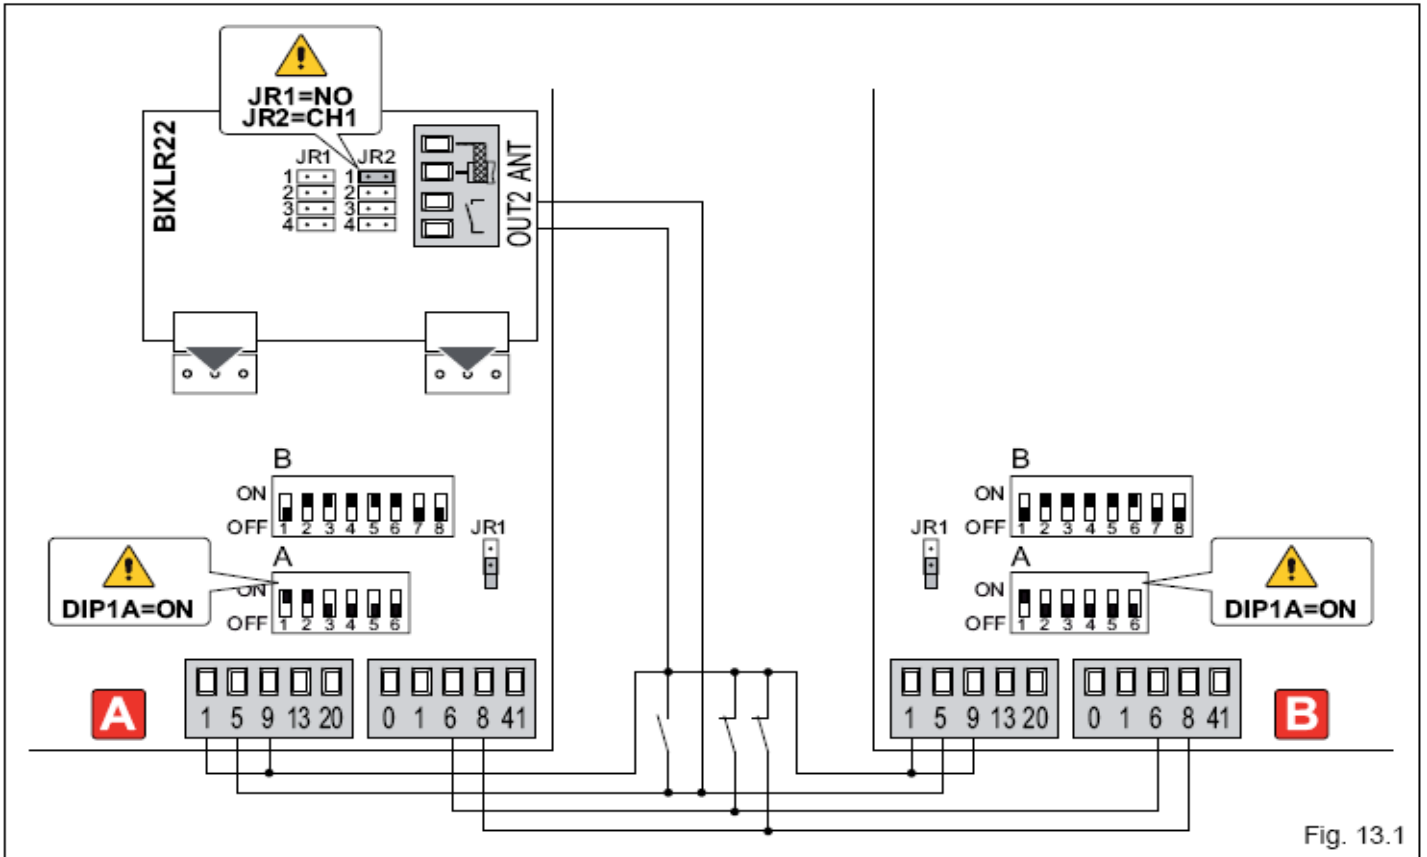 JR1=NO
JR2=CH1
BIXLR22
JR1 JR2
1 1
2 2
3 3
4 4
OUT2 ANT
B
ON
OFF 1 2 3 4 5 6 7 8
JR1
A
ON
OFF 1 2 3 4 5 6
DIP1A=ON
B
ON
OFF 1 2 3 4 5 6 7 8
JR1
A
ON
OFF 1 2 3 4 5 6
DIP1A=ON
A
1 5 9 13 20
0 1 6 8 41
1 5 9 13 20
0 1 6 8 41
B
Fig. 13.1